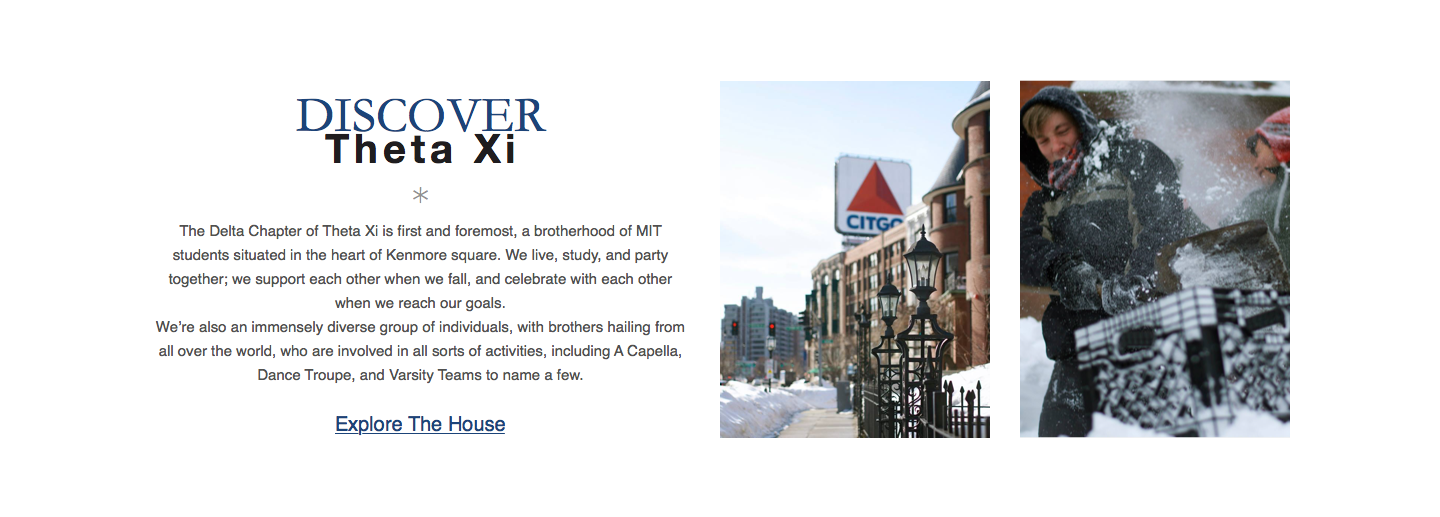 DISCOVER
Theta Xi
*
The Delta Chapter of Theta Xi is first and foremost, a brotherhood of MIT
students situated in the heart of Kenmore square. We live, study, and party
together; we support each other when we fall, and celebrate with each other
when we reach our goals.
We’re also an immensely diverse group of individuals, with brothers hailing from
all over the world, who are involved in all sorts of activities, including A Capella,
Dance Troupe, and Varsity Teams to name a few.
Explore The House
CITGO